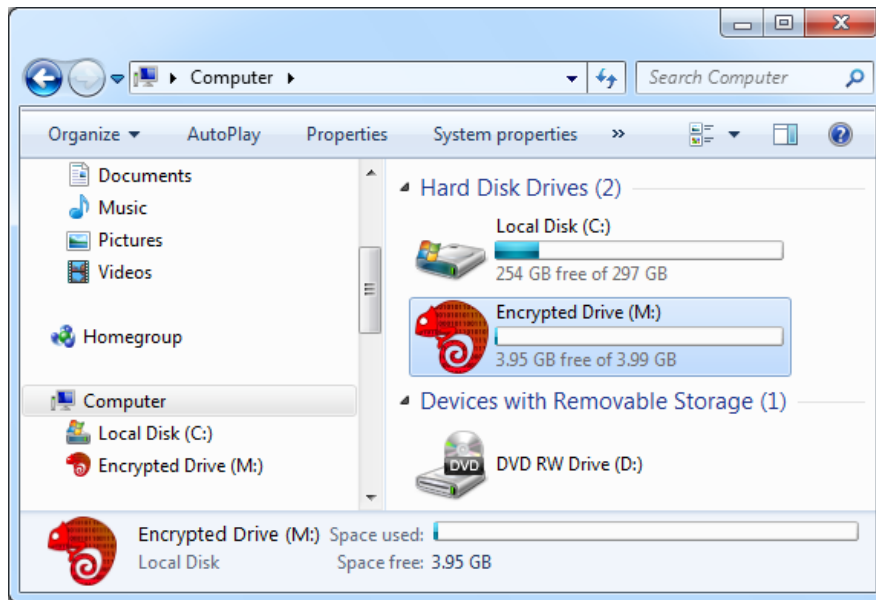 Computer
Search Computer
Organize AutoPlay Properties System properties »
Documents
Music
Pictures
Videos
Homegroup
Computer
Local Disk (C:)
Encrypted Drive (M:)
Hard Disk Drives (2)
Local Disk (C:)
254 GB free of 297 GB
Encrypted Drive (M:)
3.95 GB free of 3.99 GB
Devices with Removable Storage (1)
DVD
DVD RW Drive (D:)
Encrypted Drive (M:) Space used:
Local Disk Space free: 3.95 GB